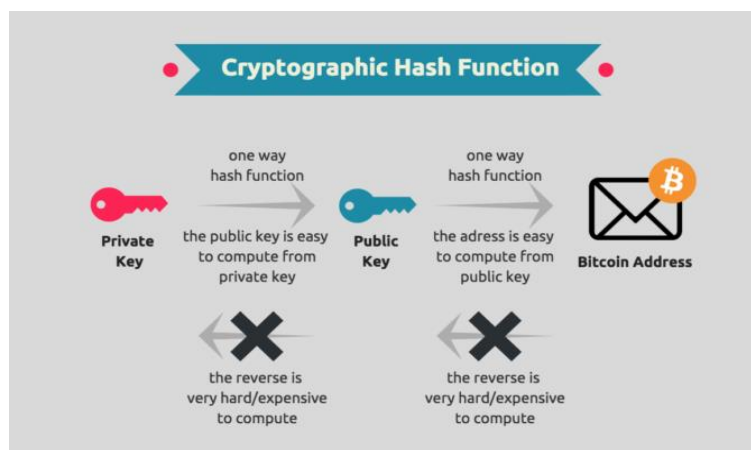 Cryptographic Hash Function
one way
hash function
one way
hash function
Private
Key
the public key is easy
to compute from
private key
Public
Key
the adress is easy
to compute from
public key
Bitcoin Address
the reverse is
very hard/expensive
to compute
the reverse is
very hard/expensive
to compute